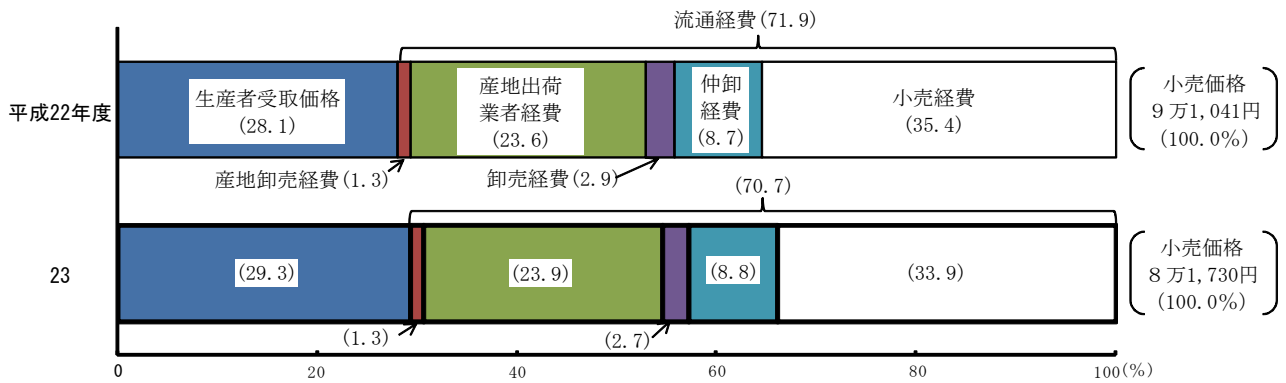 流通経費(71.9)
平成22年度
生産者受取価格
(28.1)
産地出荷
業者経費
(23.6)
仲卸
経費
(8.7)
小売経費
(35.4)
小売価格
9万1,041円
(100.0%)
産地卸売経費(1.3)
卸売経費(2.9)
(70.7)
23
(29.3)
(23.9)
(8.8)
(33.9)
小売価格
8万1,730円
(100.0%)
(1.3)
(2.7)
0 20 40 60 80 100(%)